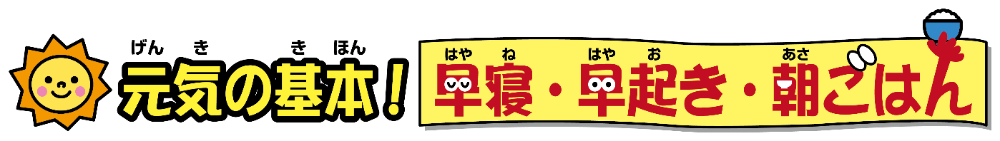 げん き き ほん
元気の基本！
はや ね はや お あさ
早寝・早起き・朝ごはん